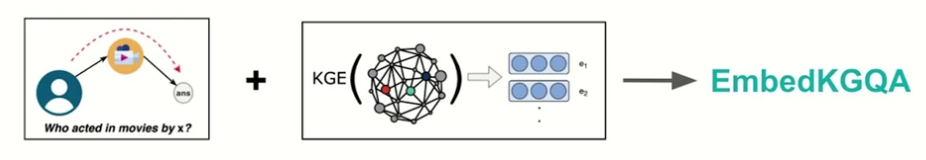 ans
Who acted in movies by x?
+
KGE( )
e1
e2
.
.
EmbedKGQA